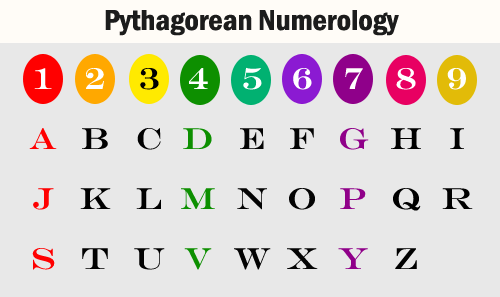 Pythagorean Numerology
1 2 3 4 5 6 7 8 9
A B C D E F G H I
J K L M N O P Q R
S T U V W X Y Z